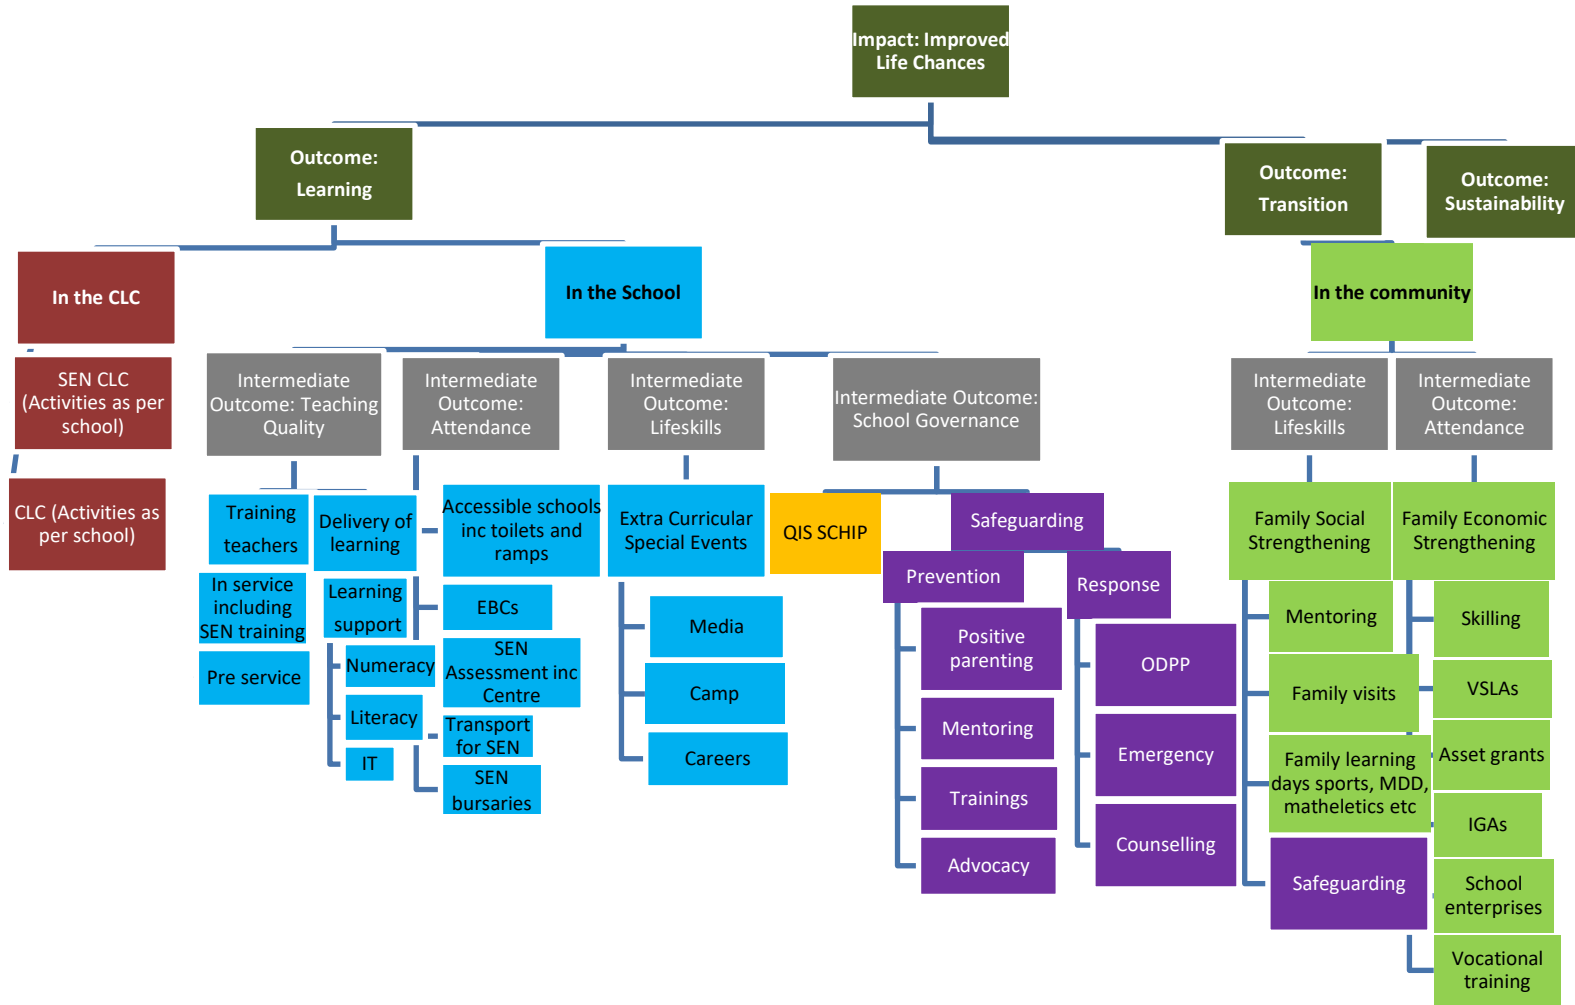 Impact: Improved
Life Chances
Outcome:
Learning
Outcome:
Transition
Outcome:
Sustainability
In the CLC
In the School
In the community
SEN CLC
(Activities as per
school)
CLC (Activities as
per school)
Intermediate
Outcome: Teaching
Quality
Intermediate
Outcome:
Attendance
Intermediate
Outcome:
Lifeskills
Intermediate Outcome:
School Governance
Intermediate
Outcome:
Lifeskills
Intermediate
Outcome:
Attendance
Training
teachers
In service
including
SEN training
Pre service
Delivery of
learning
Learning
support
Numeracy
Literacy
IT
Accessible schools
inc toilets and
ramps
EBCs
SEN
Assessment inc
Centre
Transport
for SEN
SEN
bursaries
Extra Curricular
Special Events
Media
Camp
Careers
QIS SCHIP
Safeguarding
Prevention
Positive
parenting
Mentoring
Trainings
Advocacy
Response
ODPP
Emergency
Counselling
Family Social
Strengthening
Mentoring
Family visits
Family learning
days sports, MDD,
matheletics etc
Safeguarding
Family Economic
Strengthening
Skilling
VSLAs
Asset grants
IGAs
School
enterprises
Vocational
training